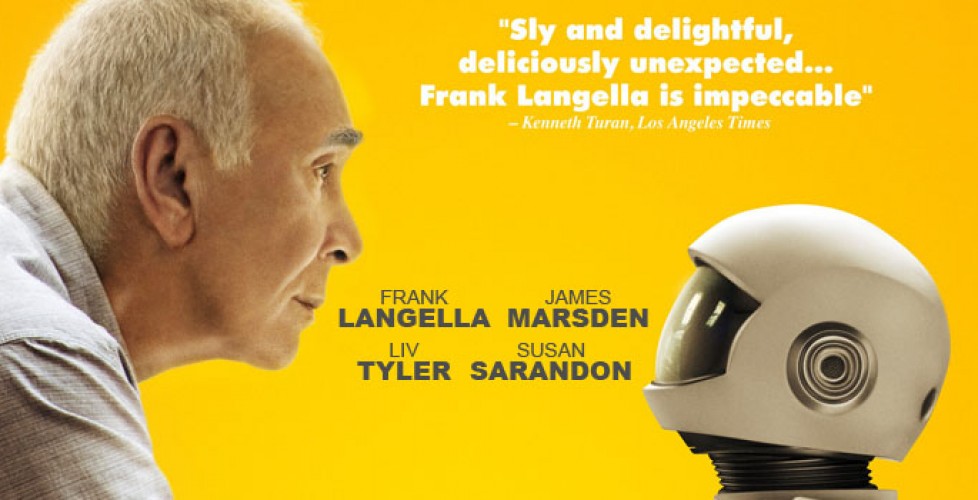 "Sly and delightful,
deliciously unexpected...
Frank Langella is impeccable"
– Kenneth Turan, Los Angeles Times
FRANK LANGELLA
JAMES MARSDEN
LIV TYLER
SUSAN SARANDON